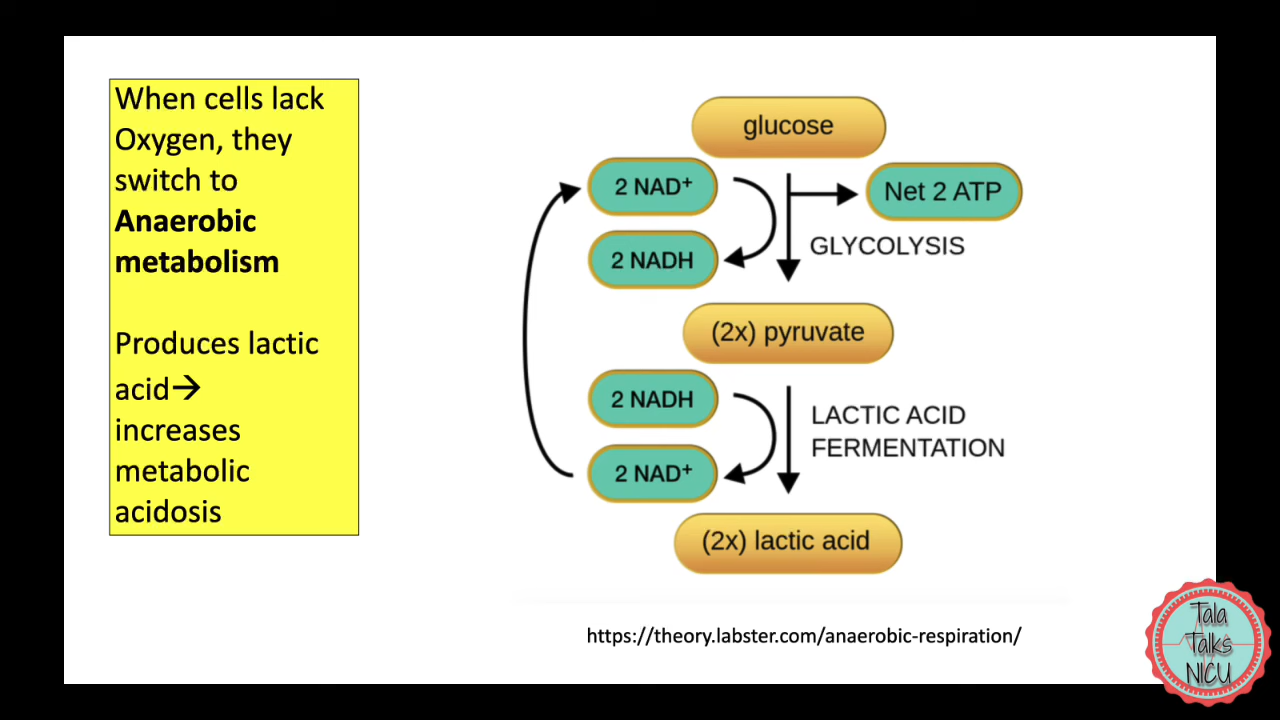 When cells lack
Oxygen, they
switch to
Anaerobic
metabolism
Produces lactic
acid→
increases
metabolic
acidosis
glucose
2 NAD⁺
Net 2 ATP
2 NADH
GLYCOLYSIS
(2x) pyruvate
2 NADH
LACTIC ACID
FERMENTATION
2 NAD⁺
(2x) lactic acid
https://theory.labster.com/anaerobic-respiration/
Tala
Talks
NICU